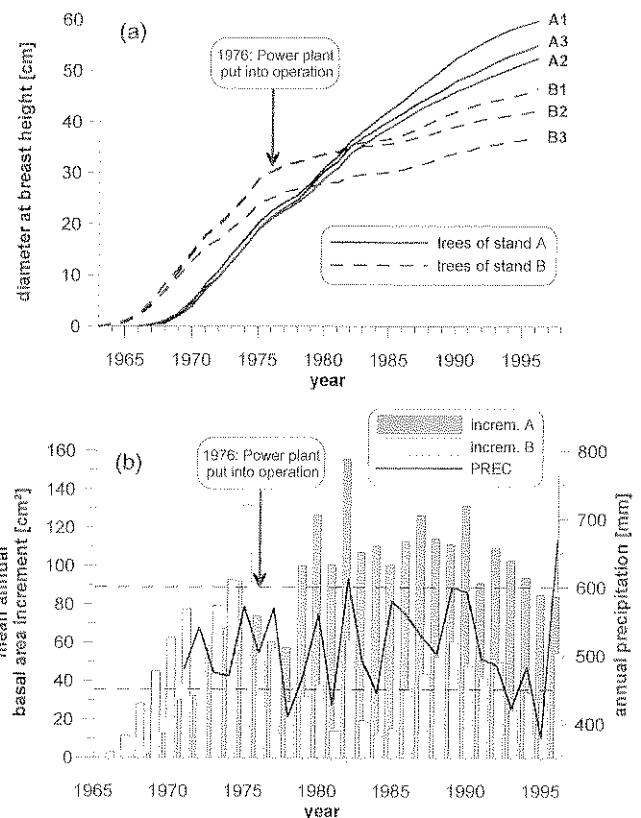 60
50
40
30
20
10
0
diameter at breast height [cm]
(a)
1976: Power plant
put into operation
A1
A3
A2
B1
B2
B3
trees of stand A
trees of stand B
1965 1970 1975 1980 1985 1990 1995
year
increm. A
increm. B
PREC
160
140
120
100
80
60
40
20
0
mean annual
basal area increment [cm²]
(b)
1976: Power plant
put into operation
800
700
600
500
400
annual precipitation [mm]
1965 1970 1975 1980 1985 1990 1995
year